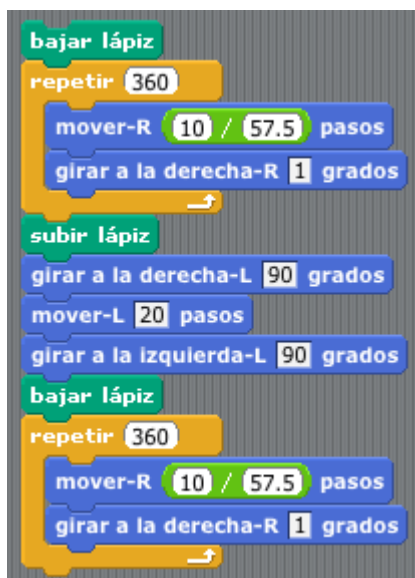 bajar lápiz
repetir 360
mover-R 10 / 57.5 pasos
girar a la derecha-R 1 grados
subir lápiz
girar a la derecha-L 90 grados
mover-L 20 pasos
girar a la izquierda-L 90 grados
bajar lápiz
repetir 360
mover-R 10 / 57.5 pasos
girar a la derecha-R 1 grados